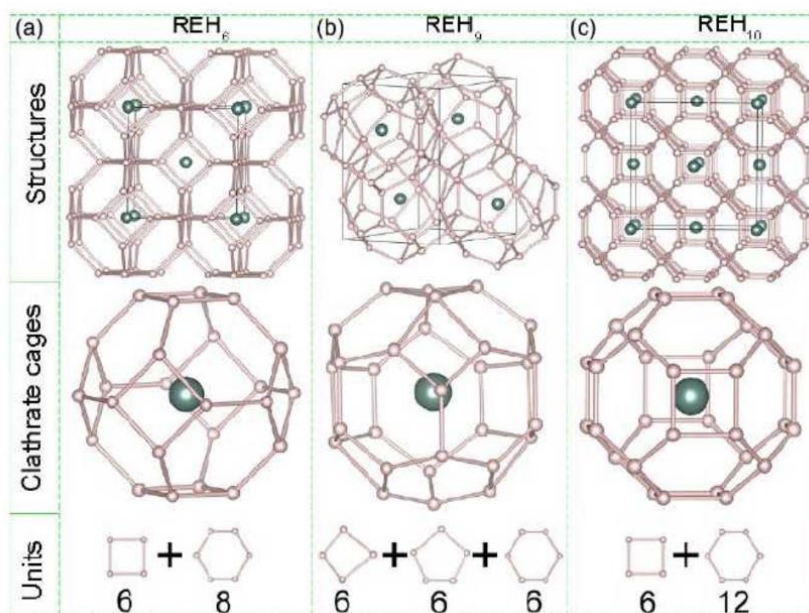 (a) REH₆ (b) REH₉ (c) REH₁₀
Structures
Clathrate cages
Units
+ + + +
6 8 6 6 6 6 12